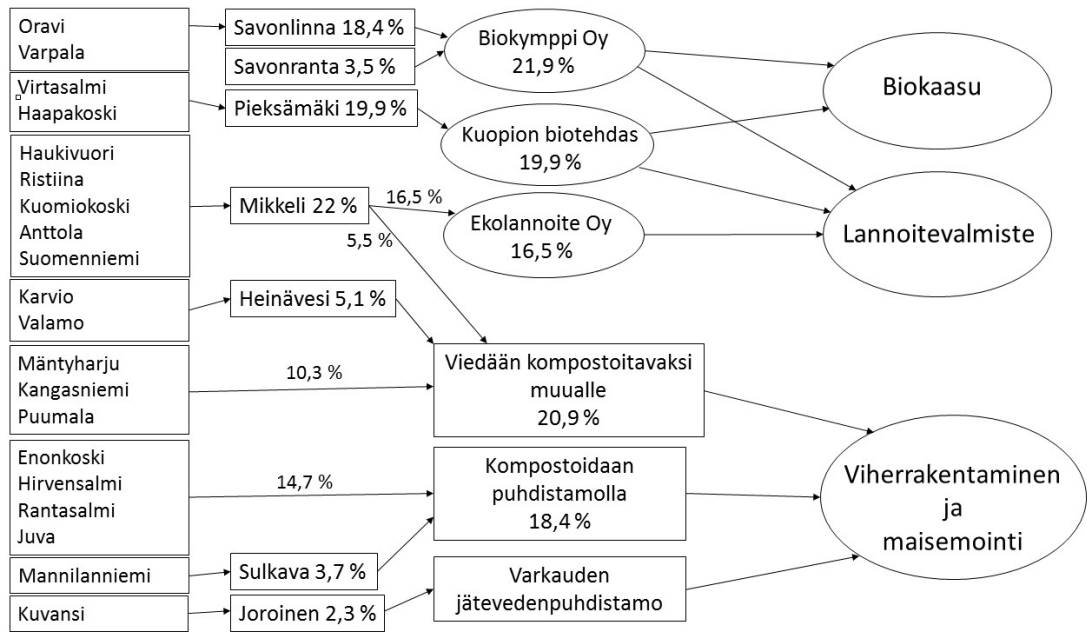 Oravi
Varpala
Virtasalmi
Haapakoski
Haukivuori
Ristiina
Kuomiokoski
Anttola
Suomenniemi
Karvio
Valamo
Mäntyharju
Kangasniemi
Puumala
Enonkoski
Hirvensalmi
Rantasalmi
Juva
Mannilanniemi
Kuvansi
Savonlinna 18,4 %
Savonranta 3,5 %
Pieksämäki 19,9 %
Mikkeli 22 %
16,5 %
5,5 %
Heinävesi 5,1 %
10,3 %
14,7 %
Sulkava 3,7 %
Joroinen 2,3 %
Biokymppi Oy
21,9 %
Kuopion biotehdas
19,9 %
Ekolannoite Oy
16,5 %
Viedään kompostoitavaksi
muualle
20,9 %
Kompostoidaan
puhdistamolla
18,4 %
Varkauden
jätevedenpuhdistamo
Biokaasu
Lannoitevalmiste
Viherrakentaminen
ja
maisemointi